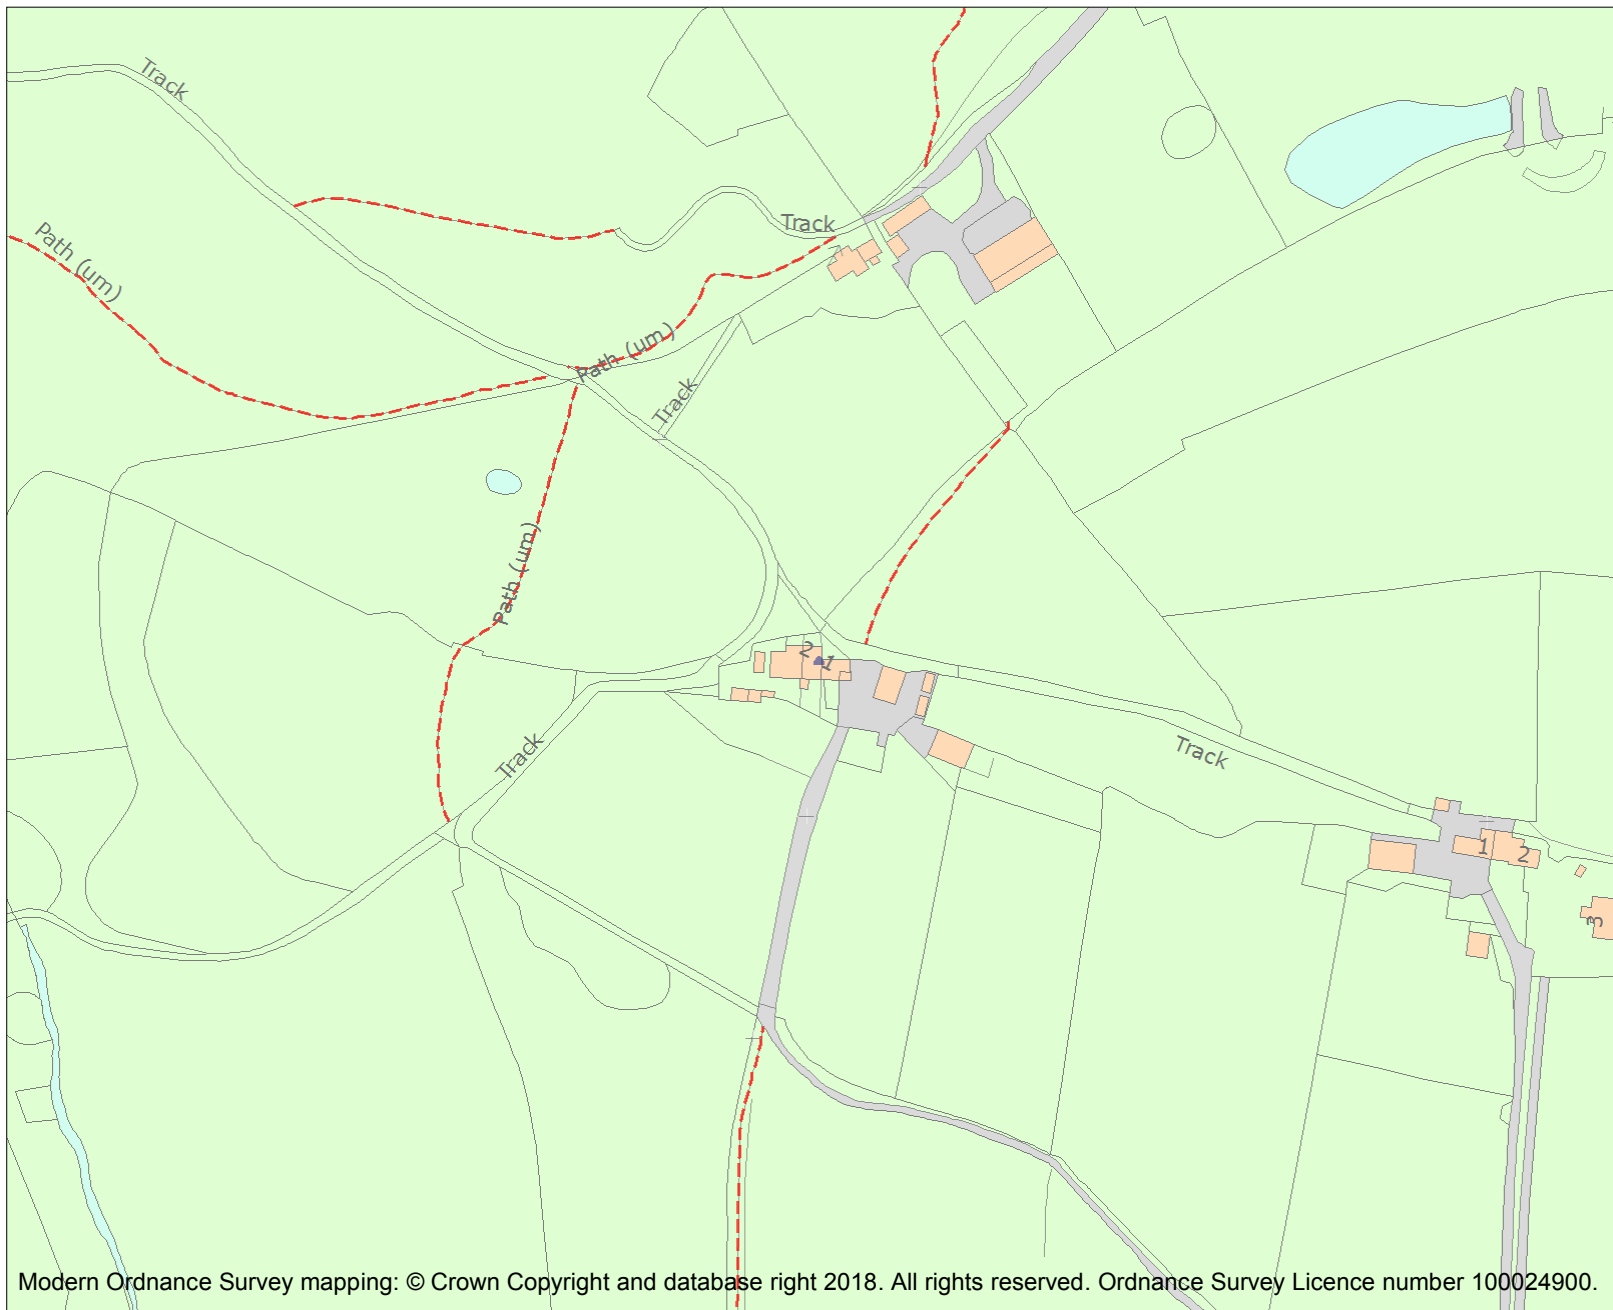 Track
Path (um)
Track
Path (um)
Track
Path (um)
2
1
Track
Track
1
2
3
Modern Ordnance Survey mapping: © Crown Copyright and database right 2018. All rights reserved. Ordnance Survey Licence number 100024900.